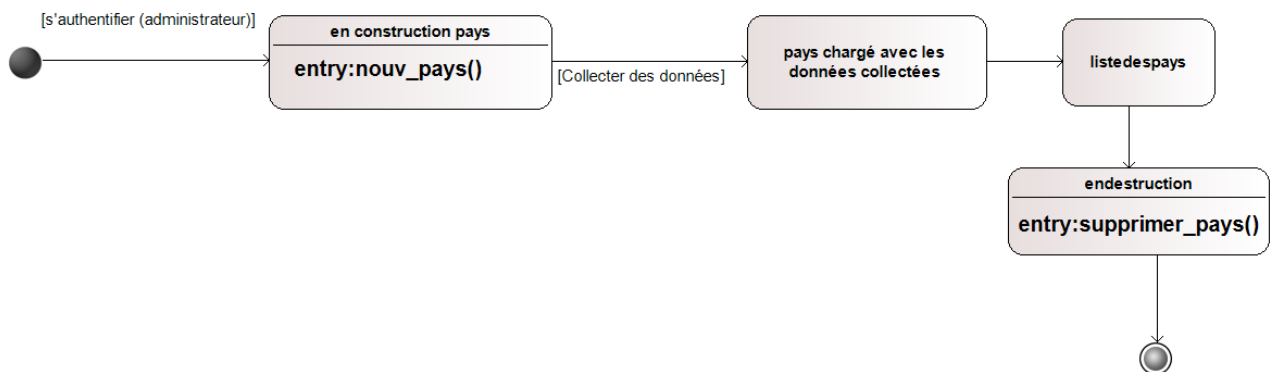 [s'authentifier (administrateur)]
en construction pays
entry:nouv_pays()
[Collecter des données]
pays chargé avec les
données collectées
listedespays
endestruction
entry:supprimer_pays()